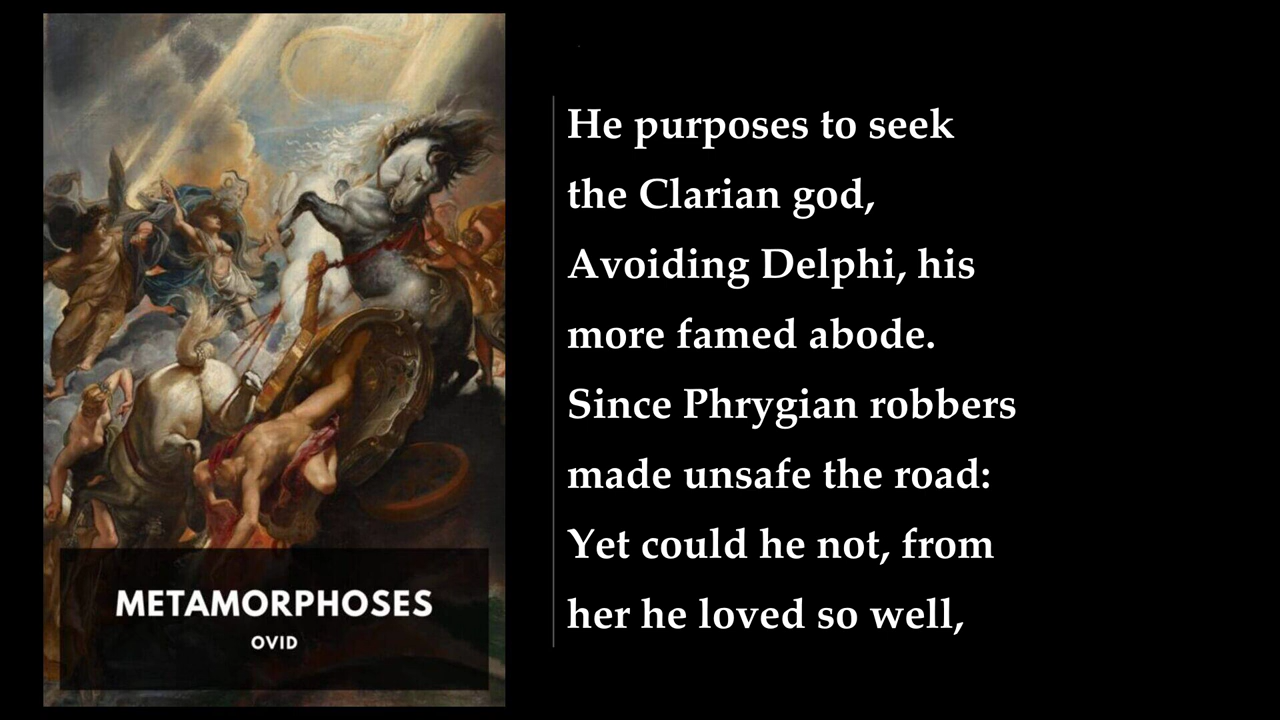 METAMORPHOSES
OVID
He purposes to seek
the Clarian god,
Avoiding Delphi, his
more famed abode.
Since Phrygian robbers
made unsafe the road:
Yet could he not, from
her he loved so well,